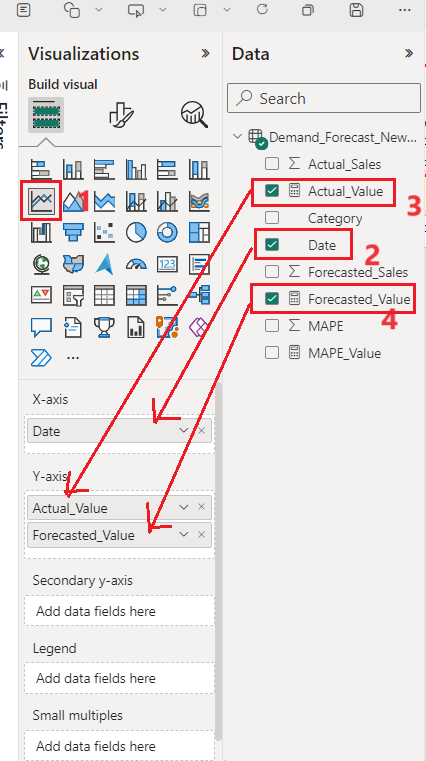 Filters
Visualizations
Build visual
1
123
X-axis
Date
Y-axis
Actual_Value
Forecasted_Value
Secondary y-axis
Add data fields here
Legend
Add data fields here
Small multiples
Add data fields here
Data
Search
Demand_Forecast_New...
Actual_Sales
Actual_Value
3
Category
Date
2
Forecasted_Sales
Forecasted_Value
4
MAPE
MAPE_Value